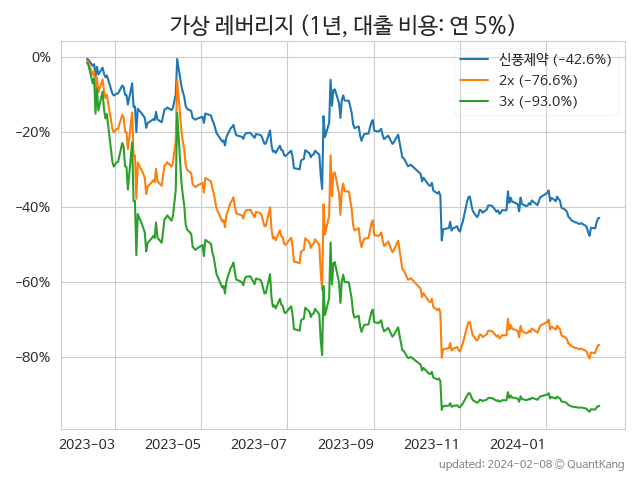 가상 레버리지 (1년, 대출 비용: 연 5%)
신풍제약 (−42.6%)
2x (−76.6%)
3x (−93.0%)
0%
−20%
−40%
−60%
−80%
2023-03 2023-05 2023-07 2023-09 2023-11 2024-01
updated: 2024-02-08 © QuantKang